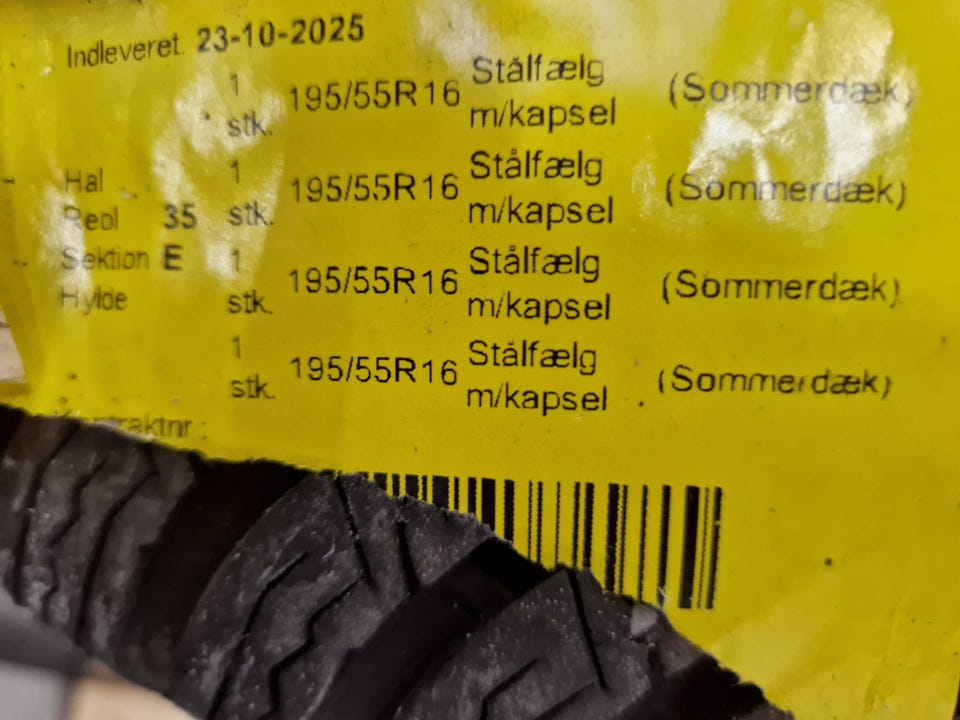 Indleveret: 23-10-2025
1 stk. 195/55R16 Stålfælg m/kapsel (Sommerdæk)
1 stk. 195/55R16 Stålfælg m/kapsel (Sommerdæk)
1 stk. 195/55R16 Stålfælg m/kapsel (Sommerdæk)
1 stk. 195/55R16 Stålfælg m/kapsel (Sommerdæk)
Hal
Reol 35
Sektion E
Hylde
Kontraktnr: